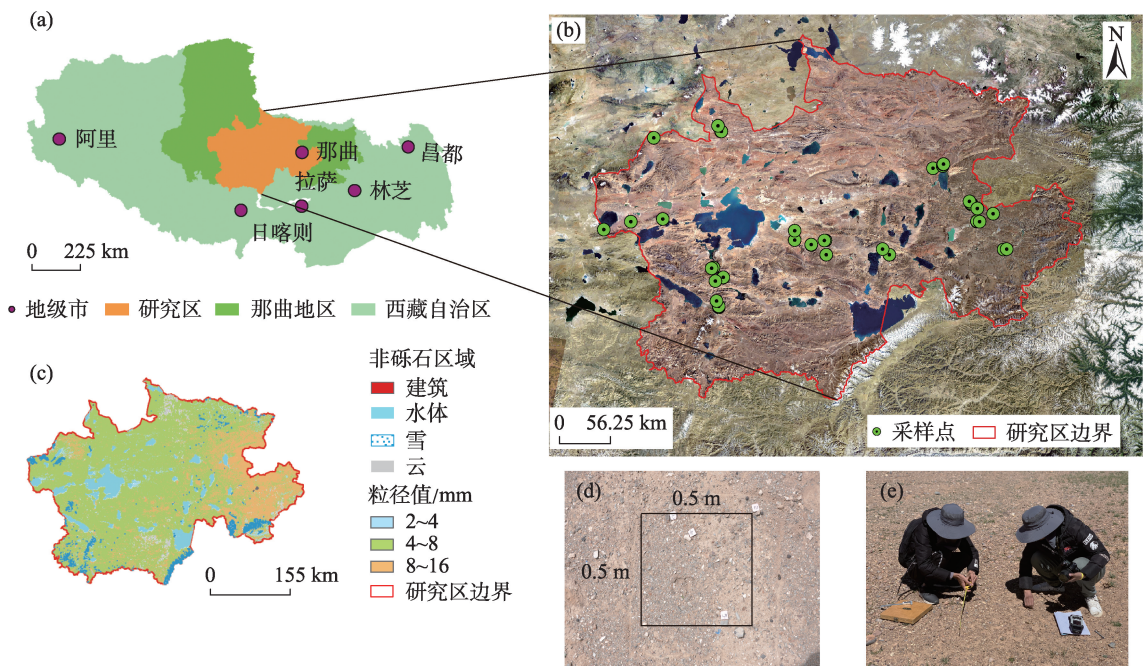 (a)
阿里
那曲
昌都
拉萨
林芝
日喀则
0 225 km
地级市 研究区 那曲地区 西藏自治区
(b)
N
0 56.25 km
采样点 研究区边界
(c)
非砾石区域
建筑
水体
雪
云
粒径值/mm
2~4
4~8
8~16
研究区边界
0 155 km
(d)
0.5 m
0.5 m
(e)